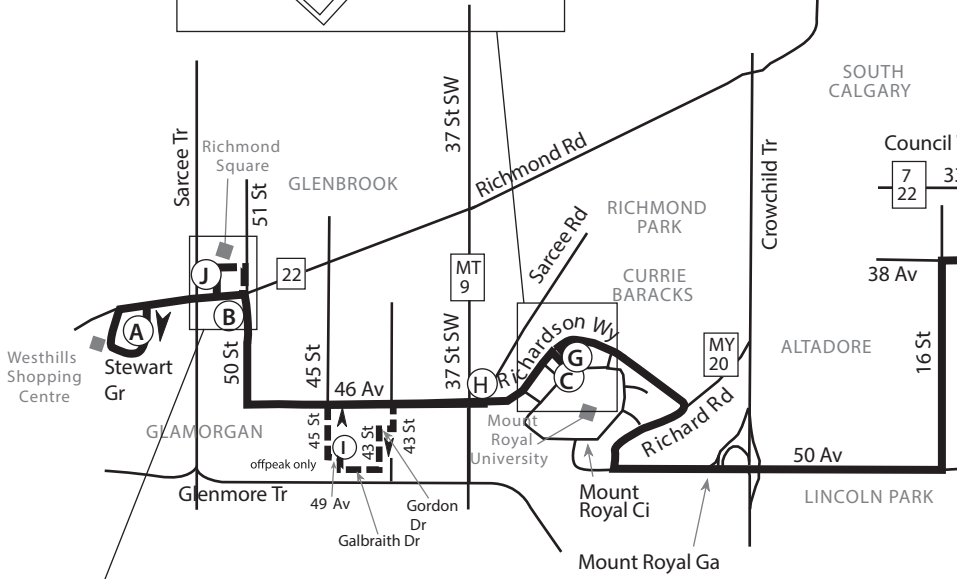 SOUTH
CALGARY
Council
7
22
33
Sarcee Tr
Richmond
Square
51 St
GLENBROOK
37 St SW
Richmond Rd
Crowchild Tr
RICHMOND
PARK
Sarcee Rd
CURRIE
BARACKS
J
22
MT
9
38 Av
A
B
Westhills
Shopping
Centre
Stewart
Gr
50 St
45 St
46 Av
37 St SW
H
Richardson Wy
G
C
MY
20
ALTADORE
16 St
GLAMORGAN
45 St
I
43 St
43 St
offpeak only
Mount
Royal
University
Richard Rd
50 Av
LINCOLN PARK
Glenmore Tr
49 Av
Gordon
Dr
Galbraith Dr
Mount
Royal Ci
Mount Royal Ga